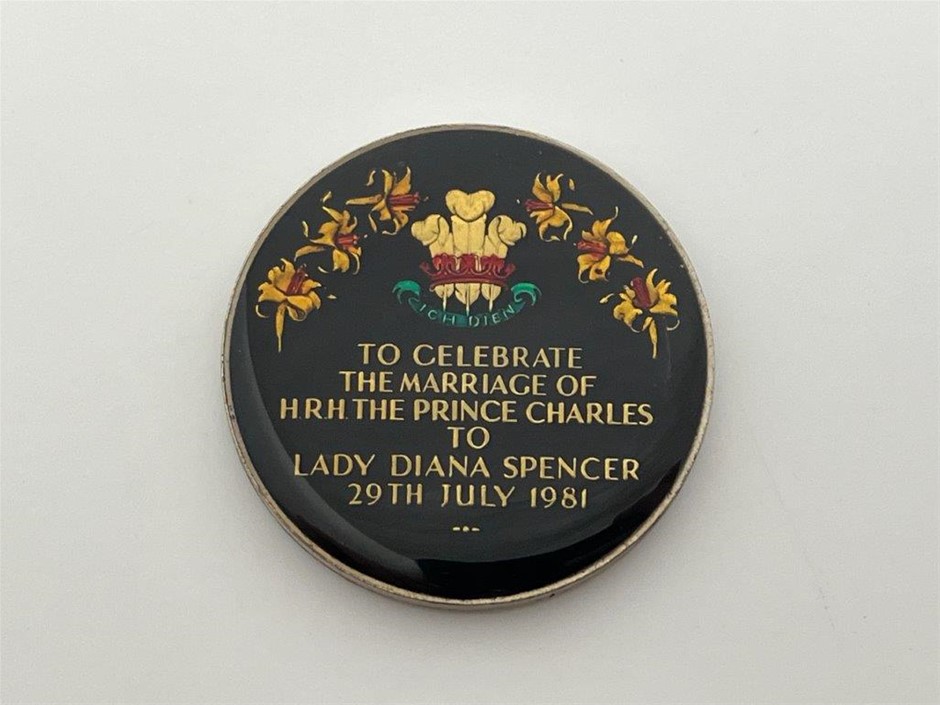 ICH DIEN
TO CELEBRATE
THE MARRIAGE OF
H.R.H. THE PRINCE CHARLES
TO
LADY DIANA SPENCER
29TH JULY 1981